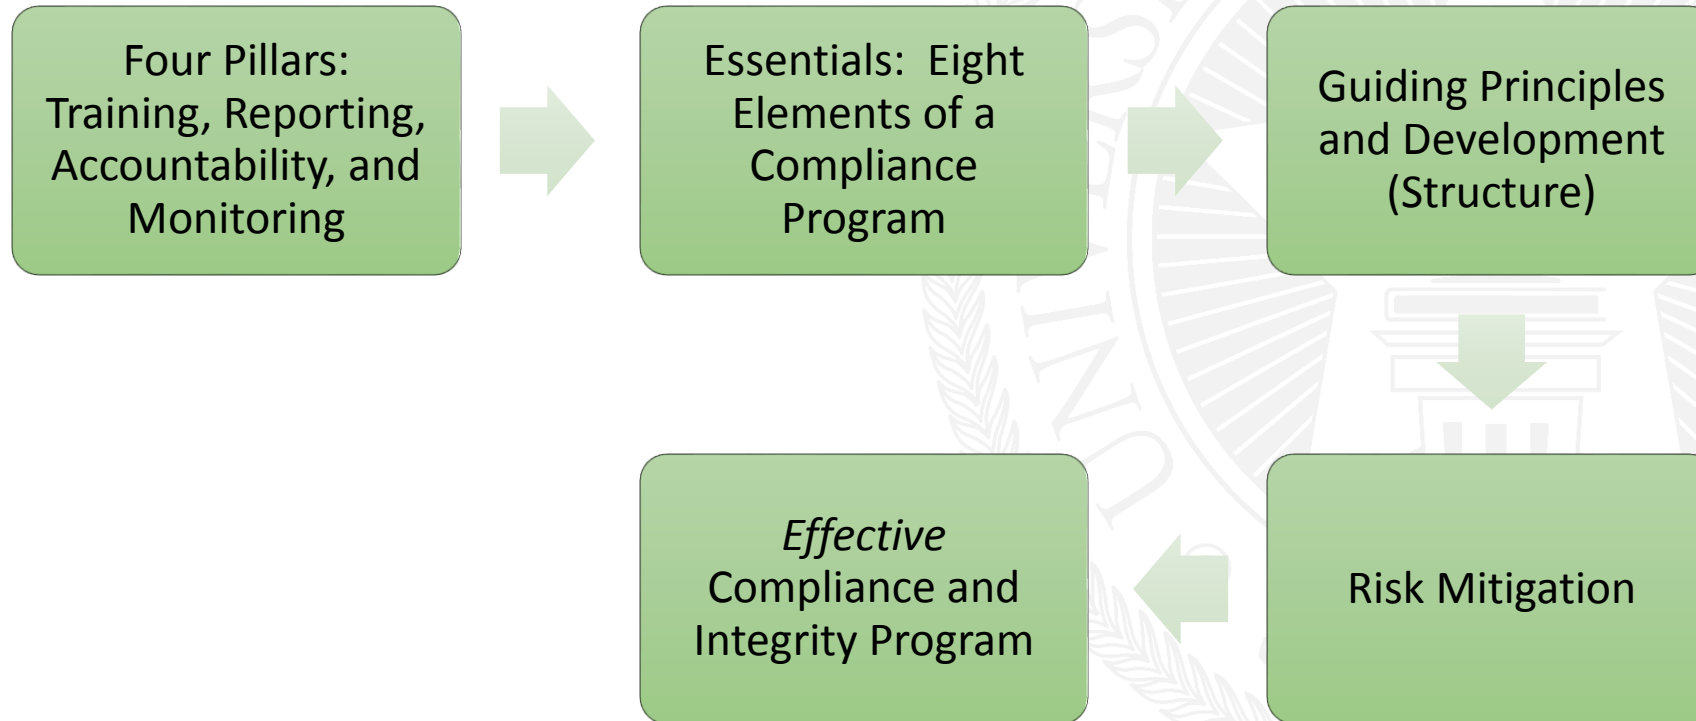 Four Pillars:
Training, Reporting,
Accountability, and
Monitoring
Essentials:  Eight
Elements of a
Compliance
Program
Guiding Principles
and Development
(Structure)
Risk Mitigation
Effective
Compliance and
Integrity Program